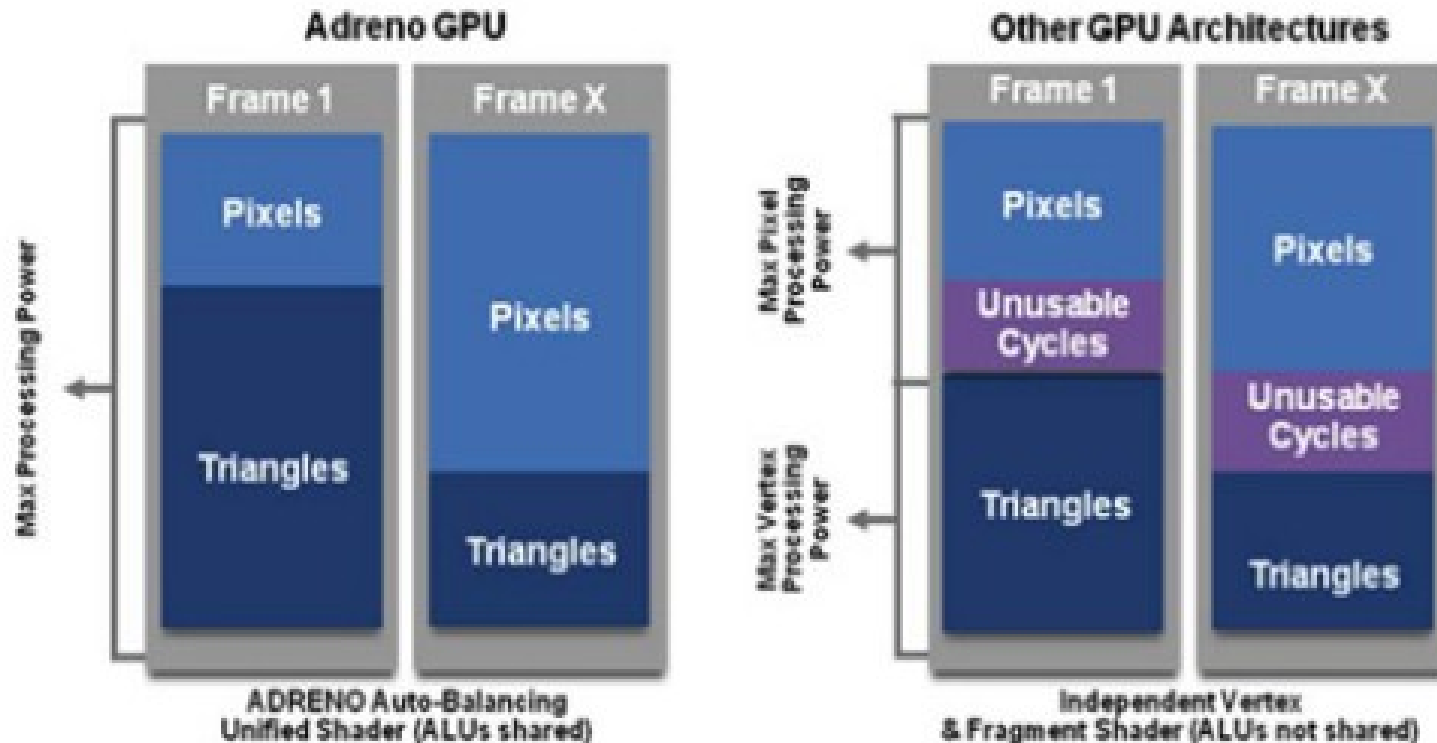 Adreno GPU
Frame 1
Frame X
Max Processing Power
Pixels
Triangles
Pixels
Triangles
ADRENO Auto-Balancing
Unified Shader (ALUs shared)
Other GPU Architectures
Frame 1
Frame X
Max Pixel
Processing
Power
Max Vertex
Processing
Power
Pixels
Unusable
Cycles
Triangles
Pixels
Unusable
Cycles
Triangles
Independent Vertex
& Fragment Shader (ALUs not shared)